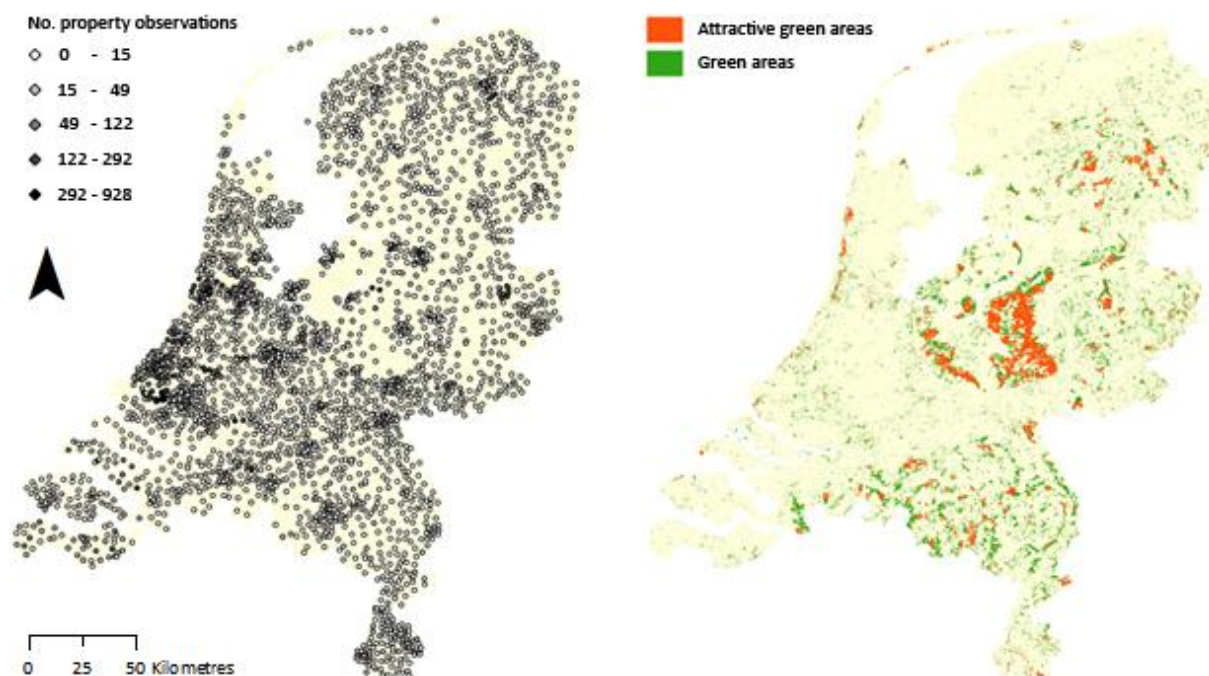 No. property observations
0 - 15
15 - 49
49 - 122
122 - 292
292 - 928
0 25 50 Kilometres
Attractive green areas
Green areas